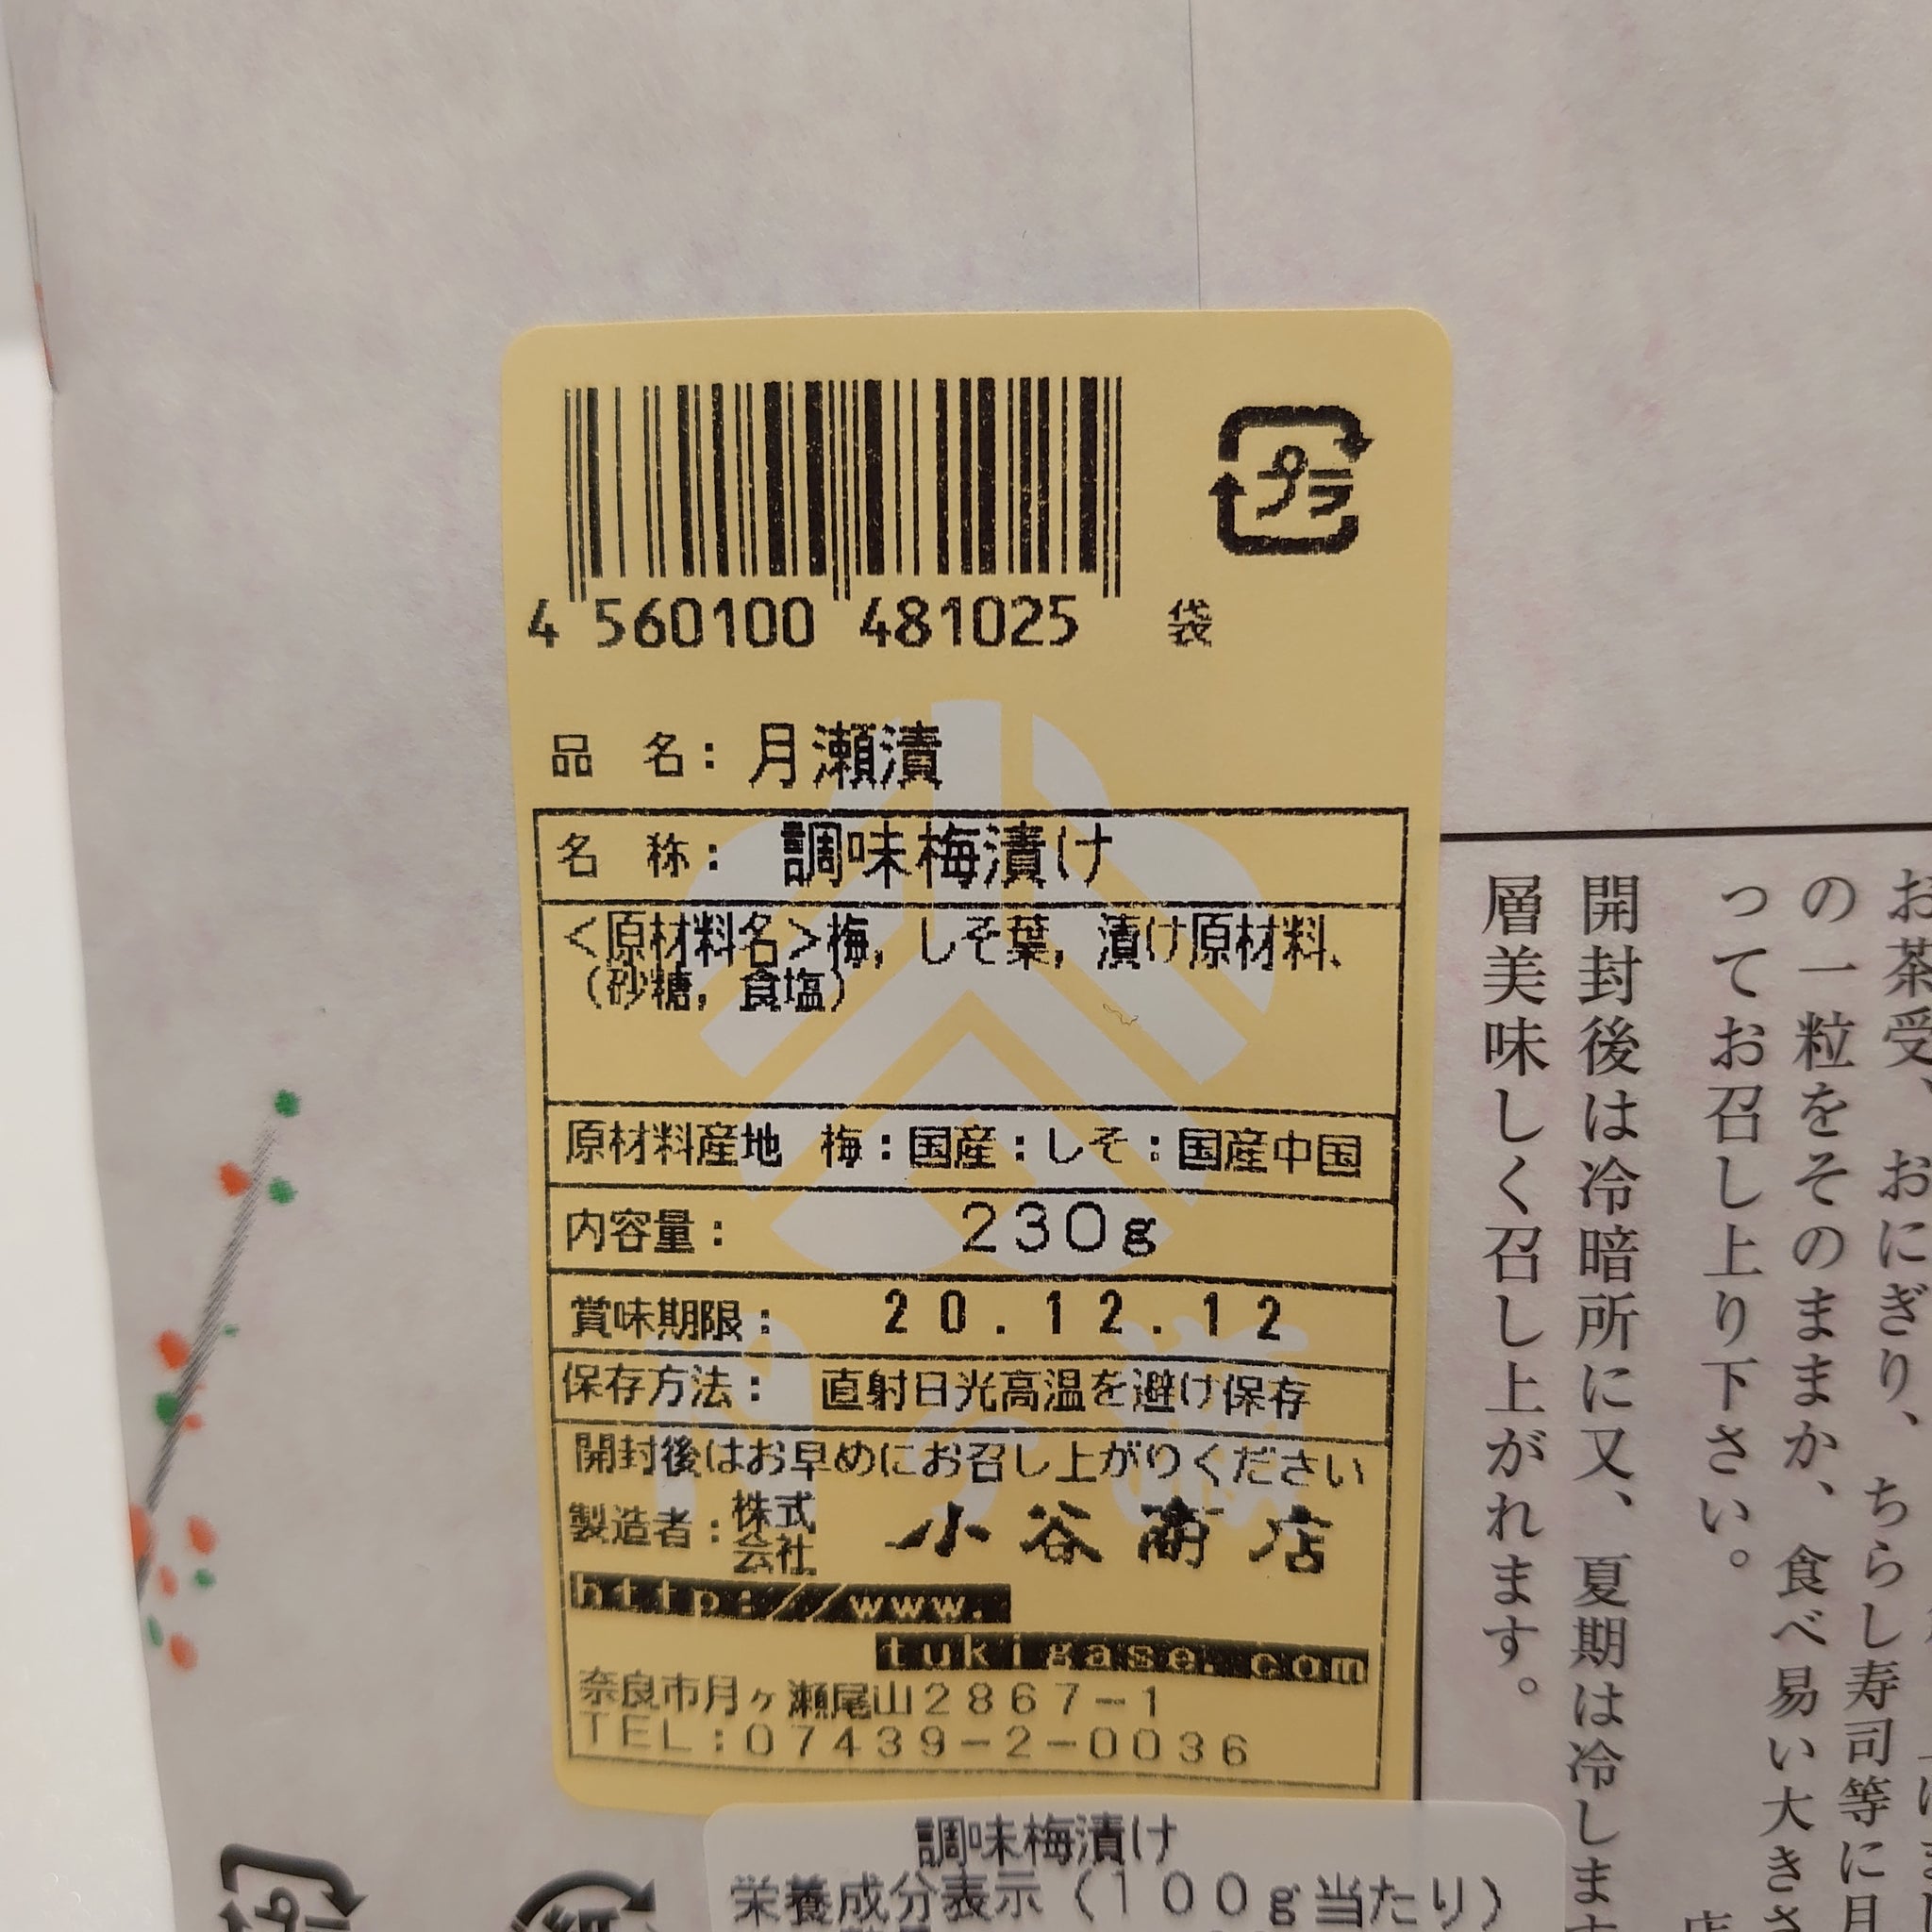 プラ
4 560100 481025 袋
品 名：月瀬漬
名 称： 調味梅漬け
＜原材料名＞梅，しそ葉，漬け原材料、
（砂糖，食塩）
原材料産地 梅：国産：しそ：国産中国
内容量： 230g
賞味期限： 20.12.12
保存方法： 直射日光高温を避け保存
開封後はお早めにお召し上がりください
製造者：株式会社 小谷商店
http://www.
tukigase.com
奈良市月ヶ瀬尾山2867-1
TEL:07439-2-0036
調味梅漬け
栄養成分表示（100g当たり）
お茶受、おにぎり、ちらし寿司等に
の一粒をそのままか、食べ易い大きさ
ってお召し上り下さい。
開封後は冷暗所に又、夏期は冷します
層美味しく召し上がれます。
店